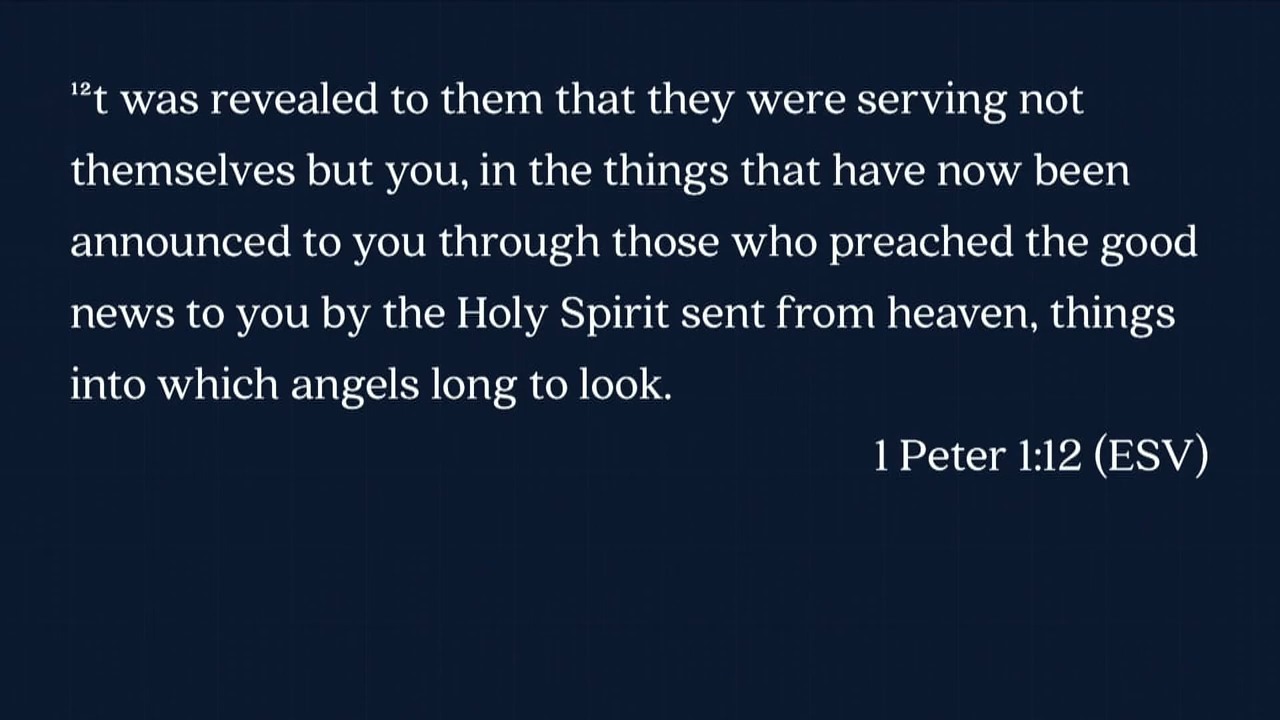 ¹²t was revealed to them that they were serving not
themselves but you, in the things that have now been
announced to you through those who preached the good
news to you by the Holy Spirit sent from heaven, things
into which angels long to look.
1 Peter 1:12 (ESV)